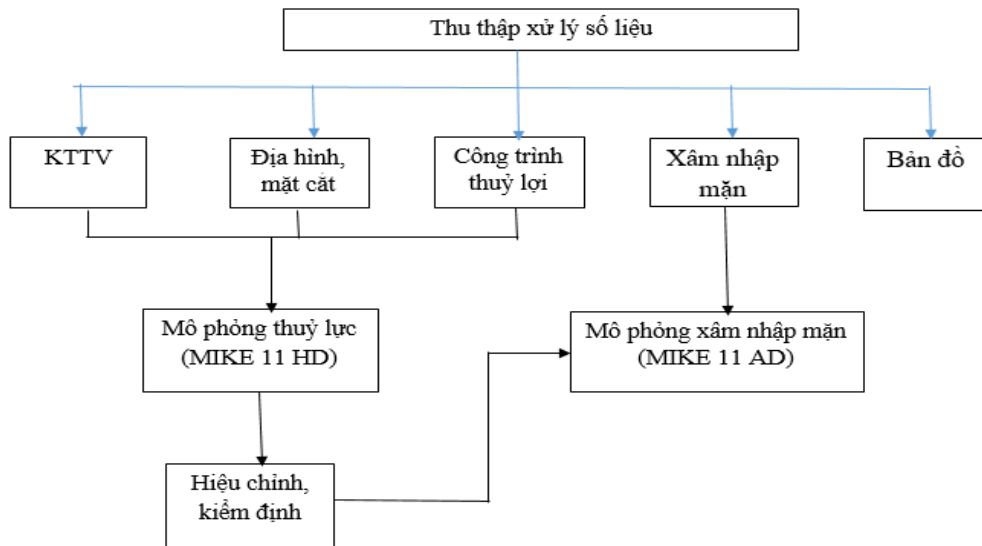 Thu thập xử lý số liệu
KTTV
Địa hình,
mặt cắt
Công trình
thuỷ lợi
Xâm nhập
mặn
Bản đồ
Mô phỏng thuỷ lực
(MIKE 11 HD)
Mô phỏng xâm nhập mặn
(MIKE 11 AD)
Hiệu chỉnh,
kiểm định